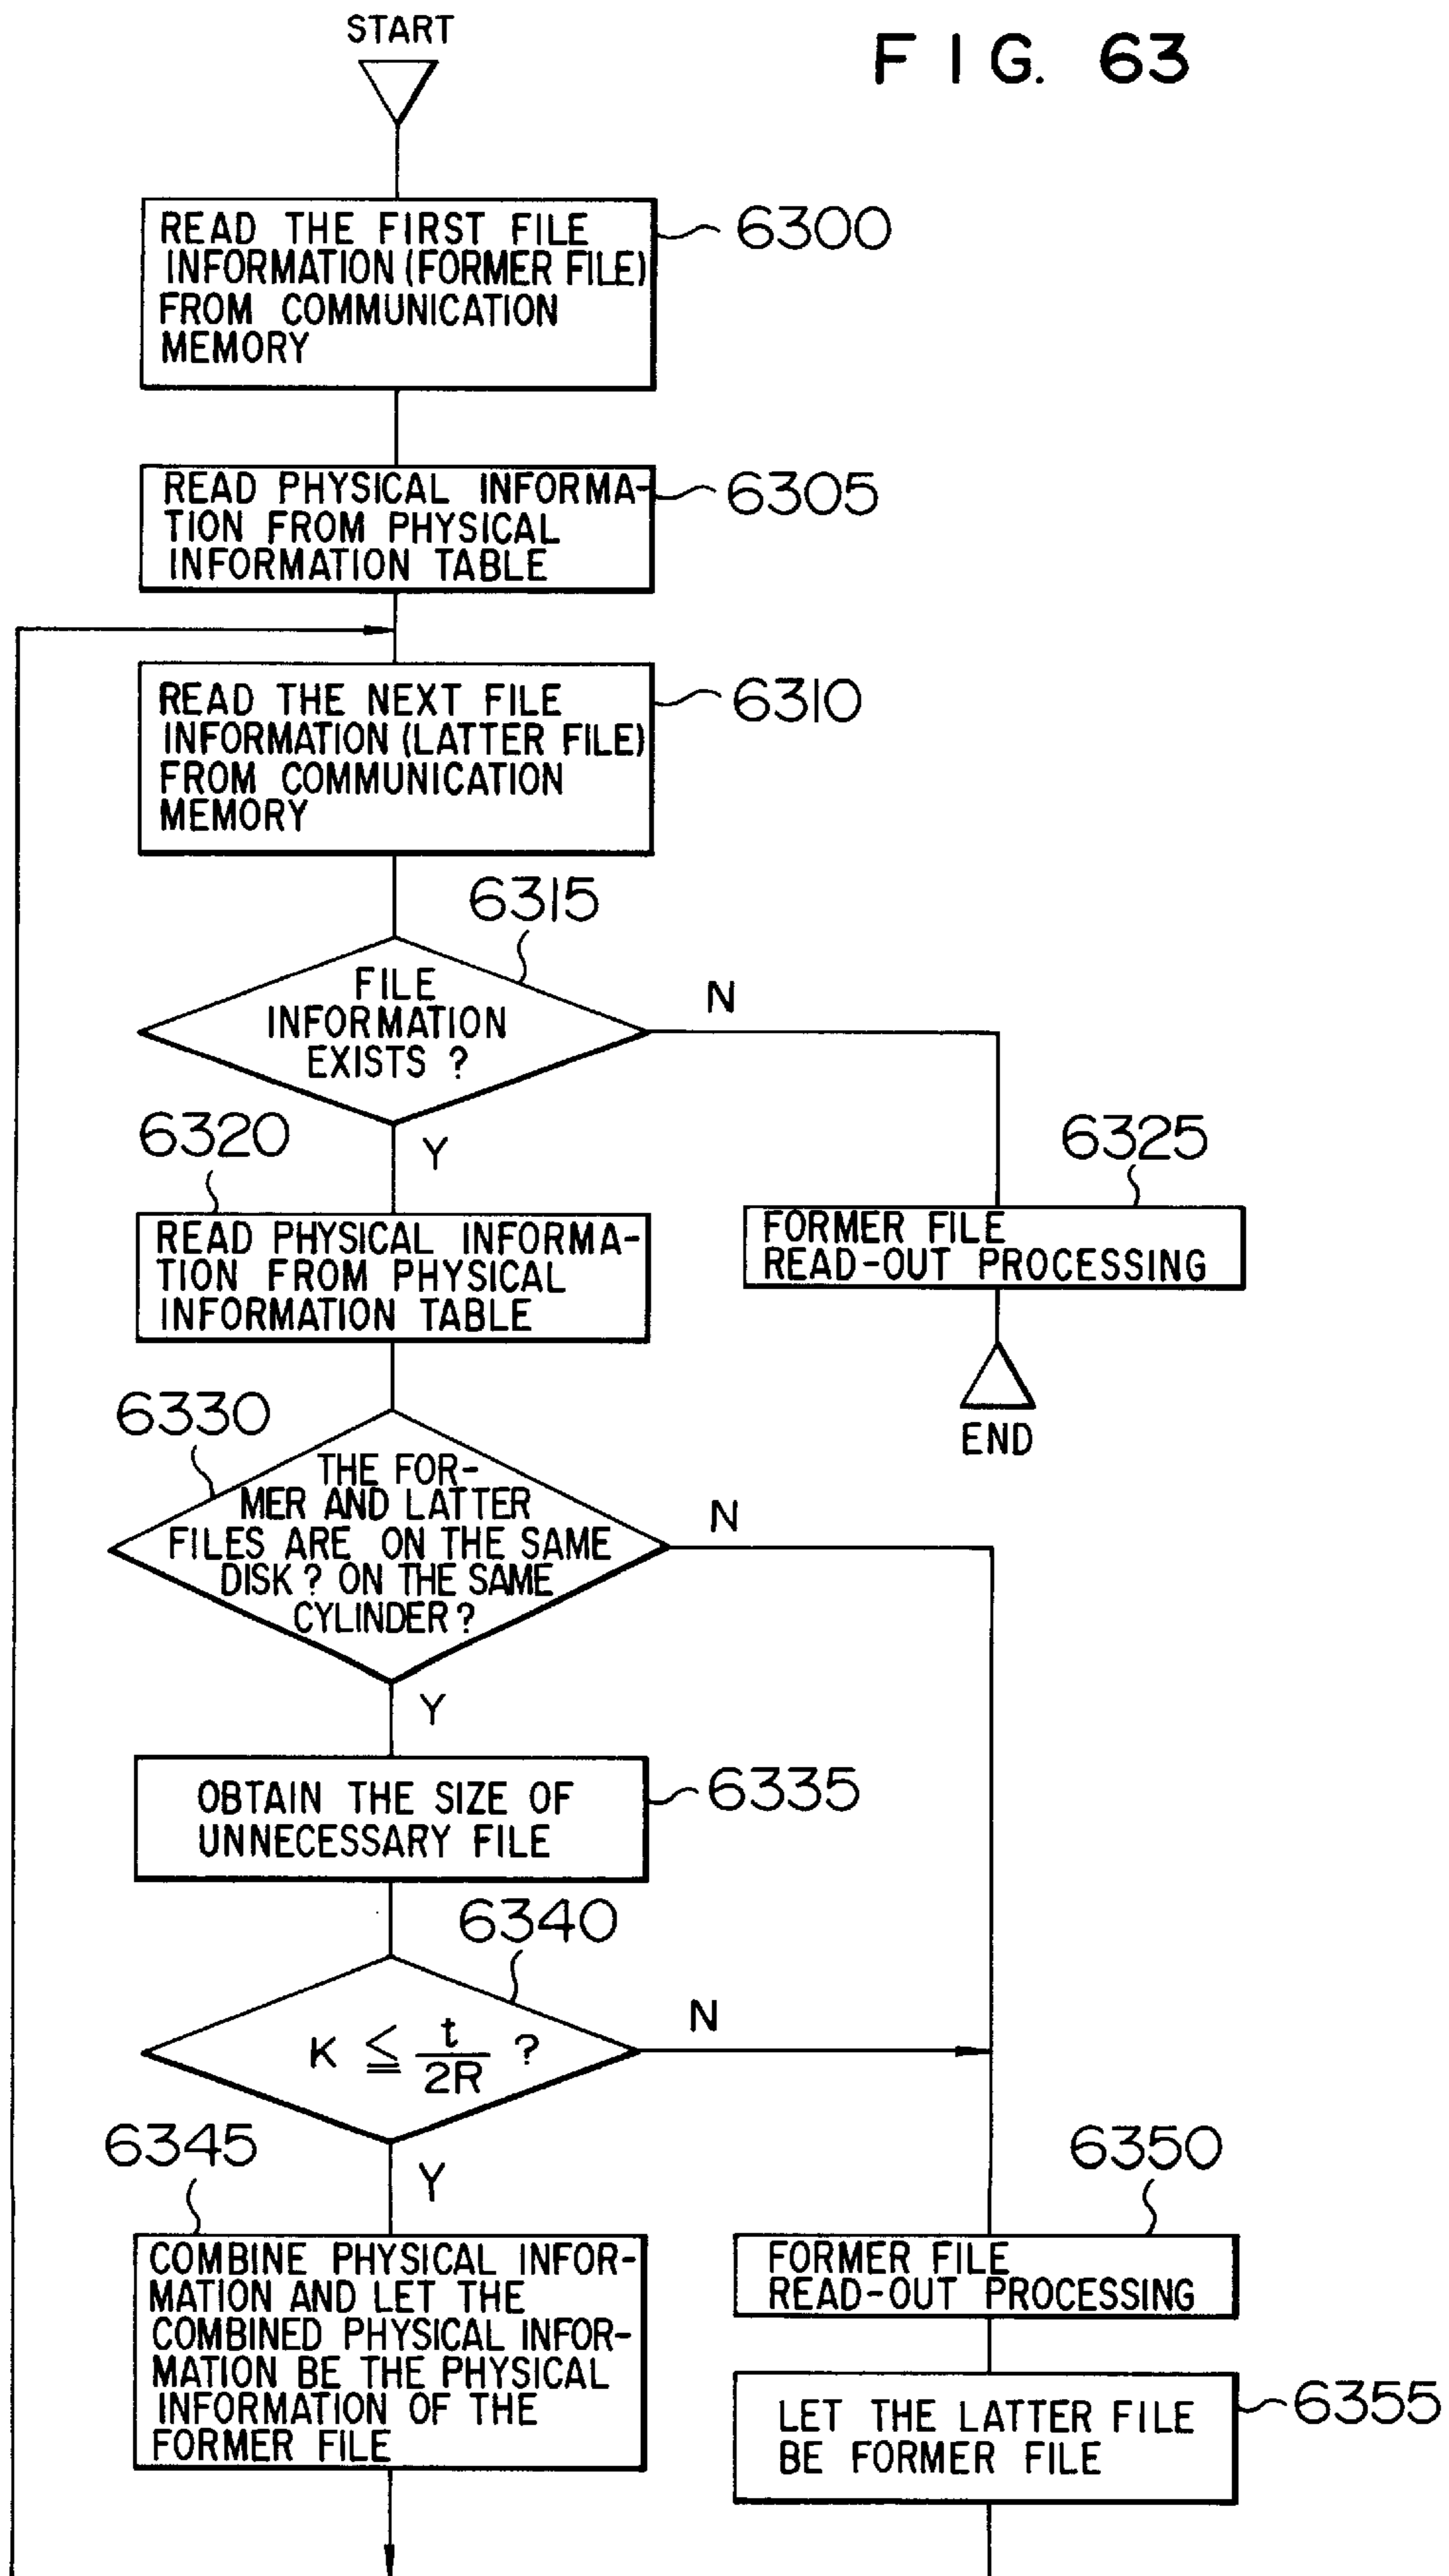 START
FIG. 63
READ THE FIRST FILE
INFORMATION (FORMER FILE)
FROM COMMUNICATION
MEMORY
6300
READ PHYSICAL INFORMA-
TION FROM PHYSICAL
INFORMATION TABLE
6305
READ THE NEXT FILE
INFORMATION (LATTER FILE)
FROM COMMUNICATION
MEMORY
6310
6315
FILE
INFORMATION
EXISTS ?
N
Y
6320
6325
READ PHYSICAL INFORMA-
TION FROM PHYSICAL
INFORMATION TABLE
FORMER FILE
READ-OUT PROCESSING
END
6330
THE FOR-
MER AND LATTER
FILES ARE ON THE SAME
DISK ? ON THE SAME
CYLINDER ?
N
Y
OBTAIN THE SIZE OF
UNNECESSARY FILE
6335
6340
K ≦ t/2R ?
N
Y
6345
6350
COMBINE PHYSICAL INFOR-
MATION AND LET THE
COMBINED PHYSICAL INFOR-
MATION BE THE PHYSICAL
INFORMATION OF THE
FORMER FILE
FORMER FILE
READ-OUT PROCESSING
LET THE LATTER FILE
BE FORMER FILE
6355